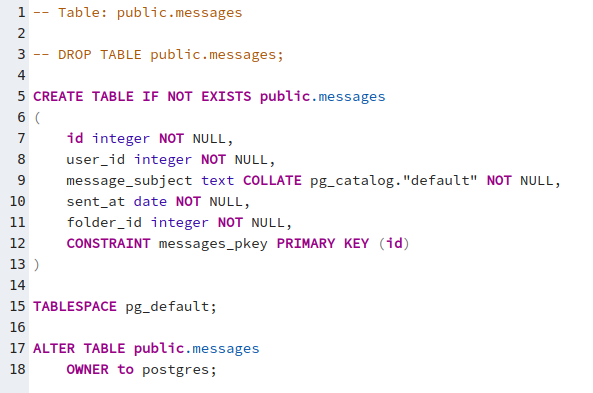 1 -- Table: public.messages
2
3 -- DROP TABLE public.messages;
4
5 CREATE TABLE IF NOT EXISTS public.messages
6 (
7     id integer NOT NULL,
8     user_id integer NOT NULL,
9     message_subject text COLLATE pg_catalog."default" NOT NULL,
10     sent_at date NOT NULL,
11     folder_id integer NOT NULL,
12     CONSTRAINT messages_pkey PRIMARY KEY (id)
13 )
14
15 TABLESPACE pg_default;
16
17 ALTER TABLE public.messages
18     OWNER to postgres;